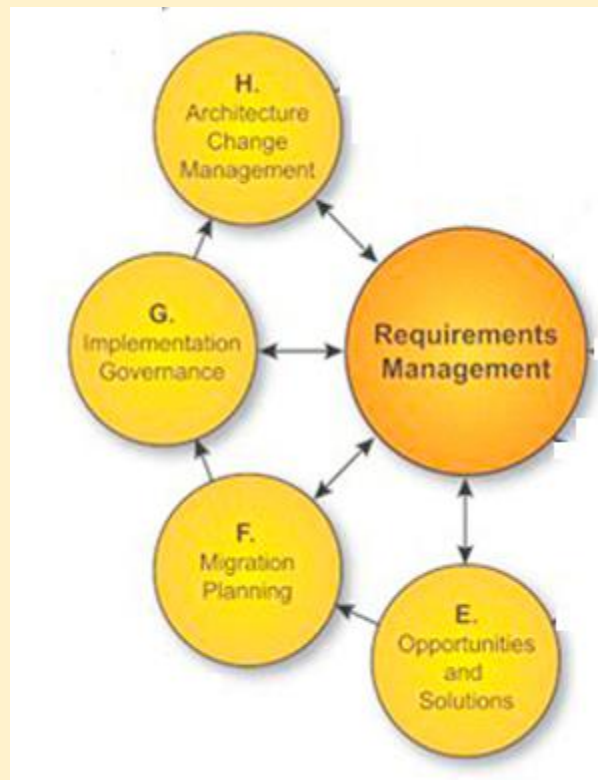 H.
Architecture
Change
Management
G.
Implementation
Governance
Requirements
Management
F.
Migration
Planning
E.
Opportunities
and
Solutions